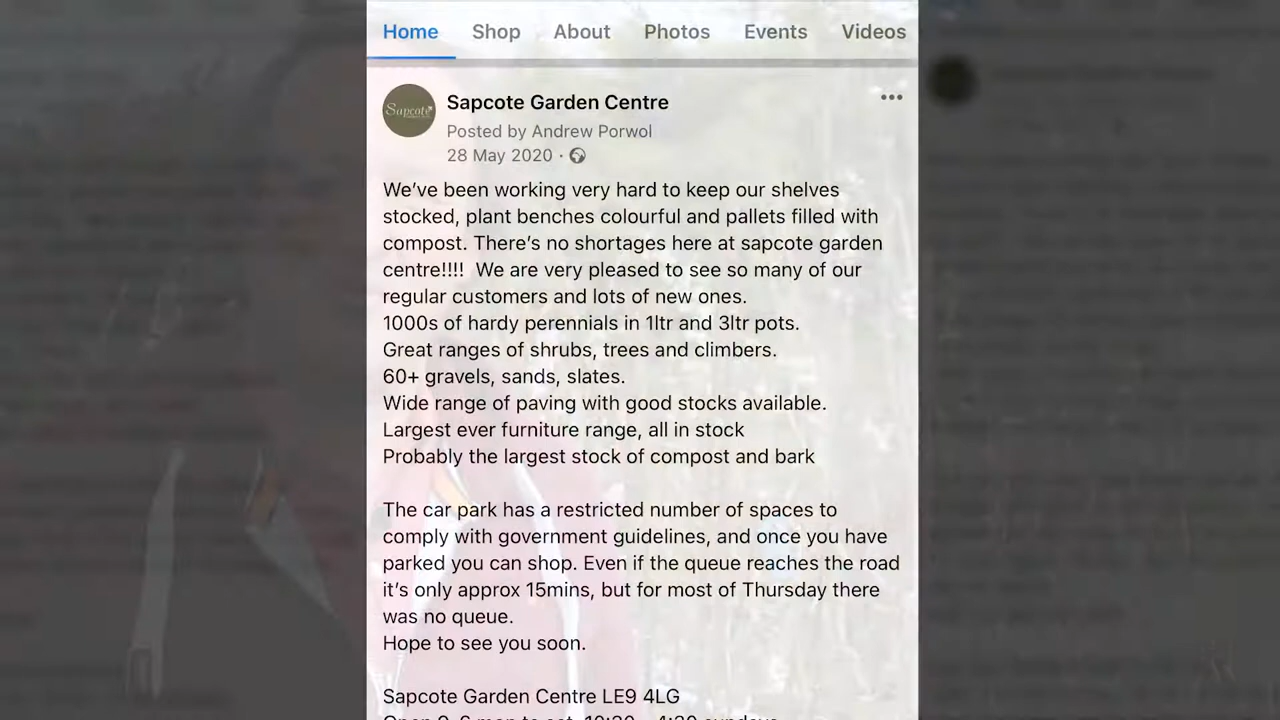 Home Shop About Photos Events Videos
Sapcote
Sapcote Garden Centre
Posted by Andrew Porwol
28 May 2020 ·
We’ve been working very hard to keep our shelves
stocked, plant benches colourful and pallets filled with
compost. There’s no shortages here at sapcote garden
centre!!!!  We are very pleased to see so many of our
regular customers and lots of new ones.
1000s of hardy perennials in 1ltr and 3ltr pots.
Great ranges of shrubs, trees and climbers.
60+ gravels, sands, slates.
Wide range of paving with good stocks available.
Largest ever furniture range, all in stock
Probably the largest stock of compost and bark
The car park has a restricted number of spaces to
comply with government guidelines, and once you have
parked you can shop. Even if the queue reaches the road
it’s only approx 15mins, but for most of Thursday there
was no queue.
Hope to see you soon.
Sapcote Garden Centre LE9 4LG